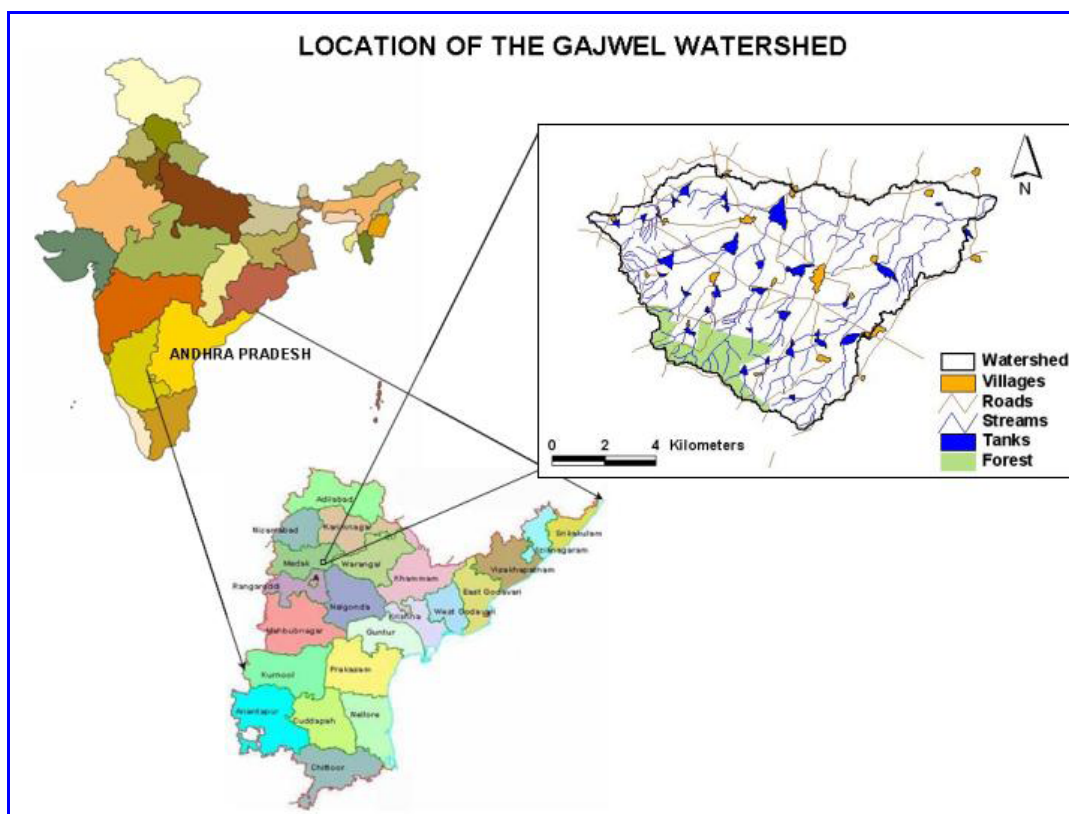 LOCATION OF THE GAJWEL WATERSHED
N
ANDHRA PRADESH
Watershed
Villages
Roads
Streams
Tanks
Forest
0 2 4 Kilometers
Adilabad
Nizamabad
Karimnagar
Srikakulam
Vizianagaram
Medak
Warangal
Vizakhapatnam
Rangareddi
Khammam
East Godavari
Nalgonda
Krishna
West Godavari
Mahbubnagar
Guntur
Kurnool
Prakasam
Anantapur
Cuddapah
Nellore
Chittoor